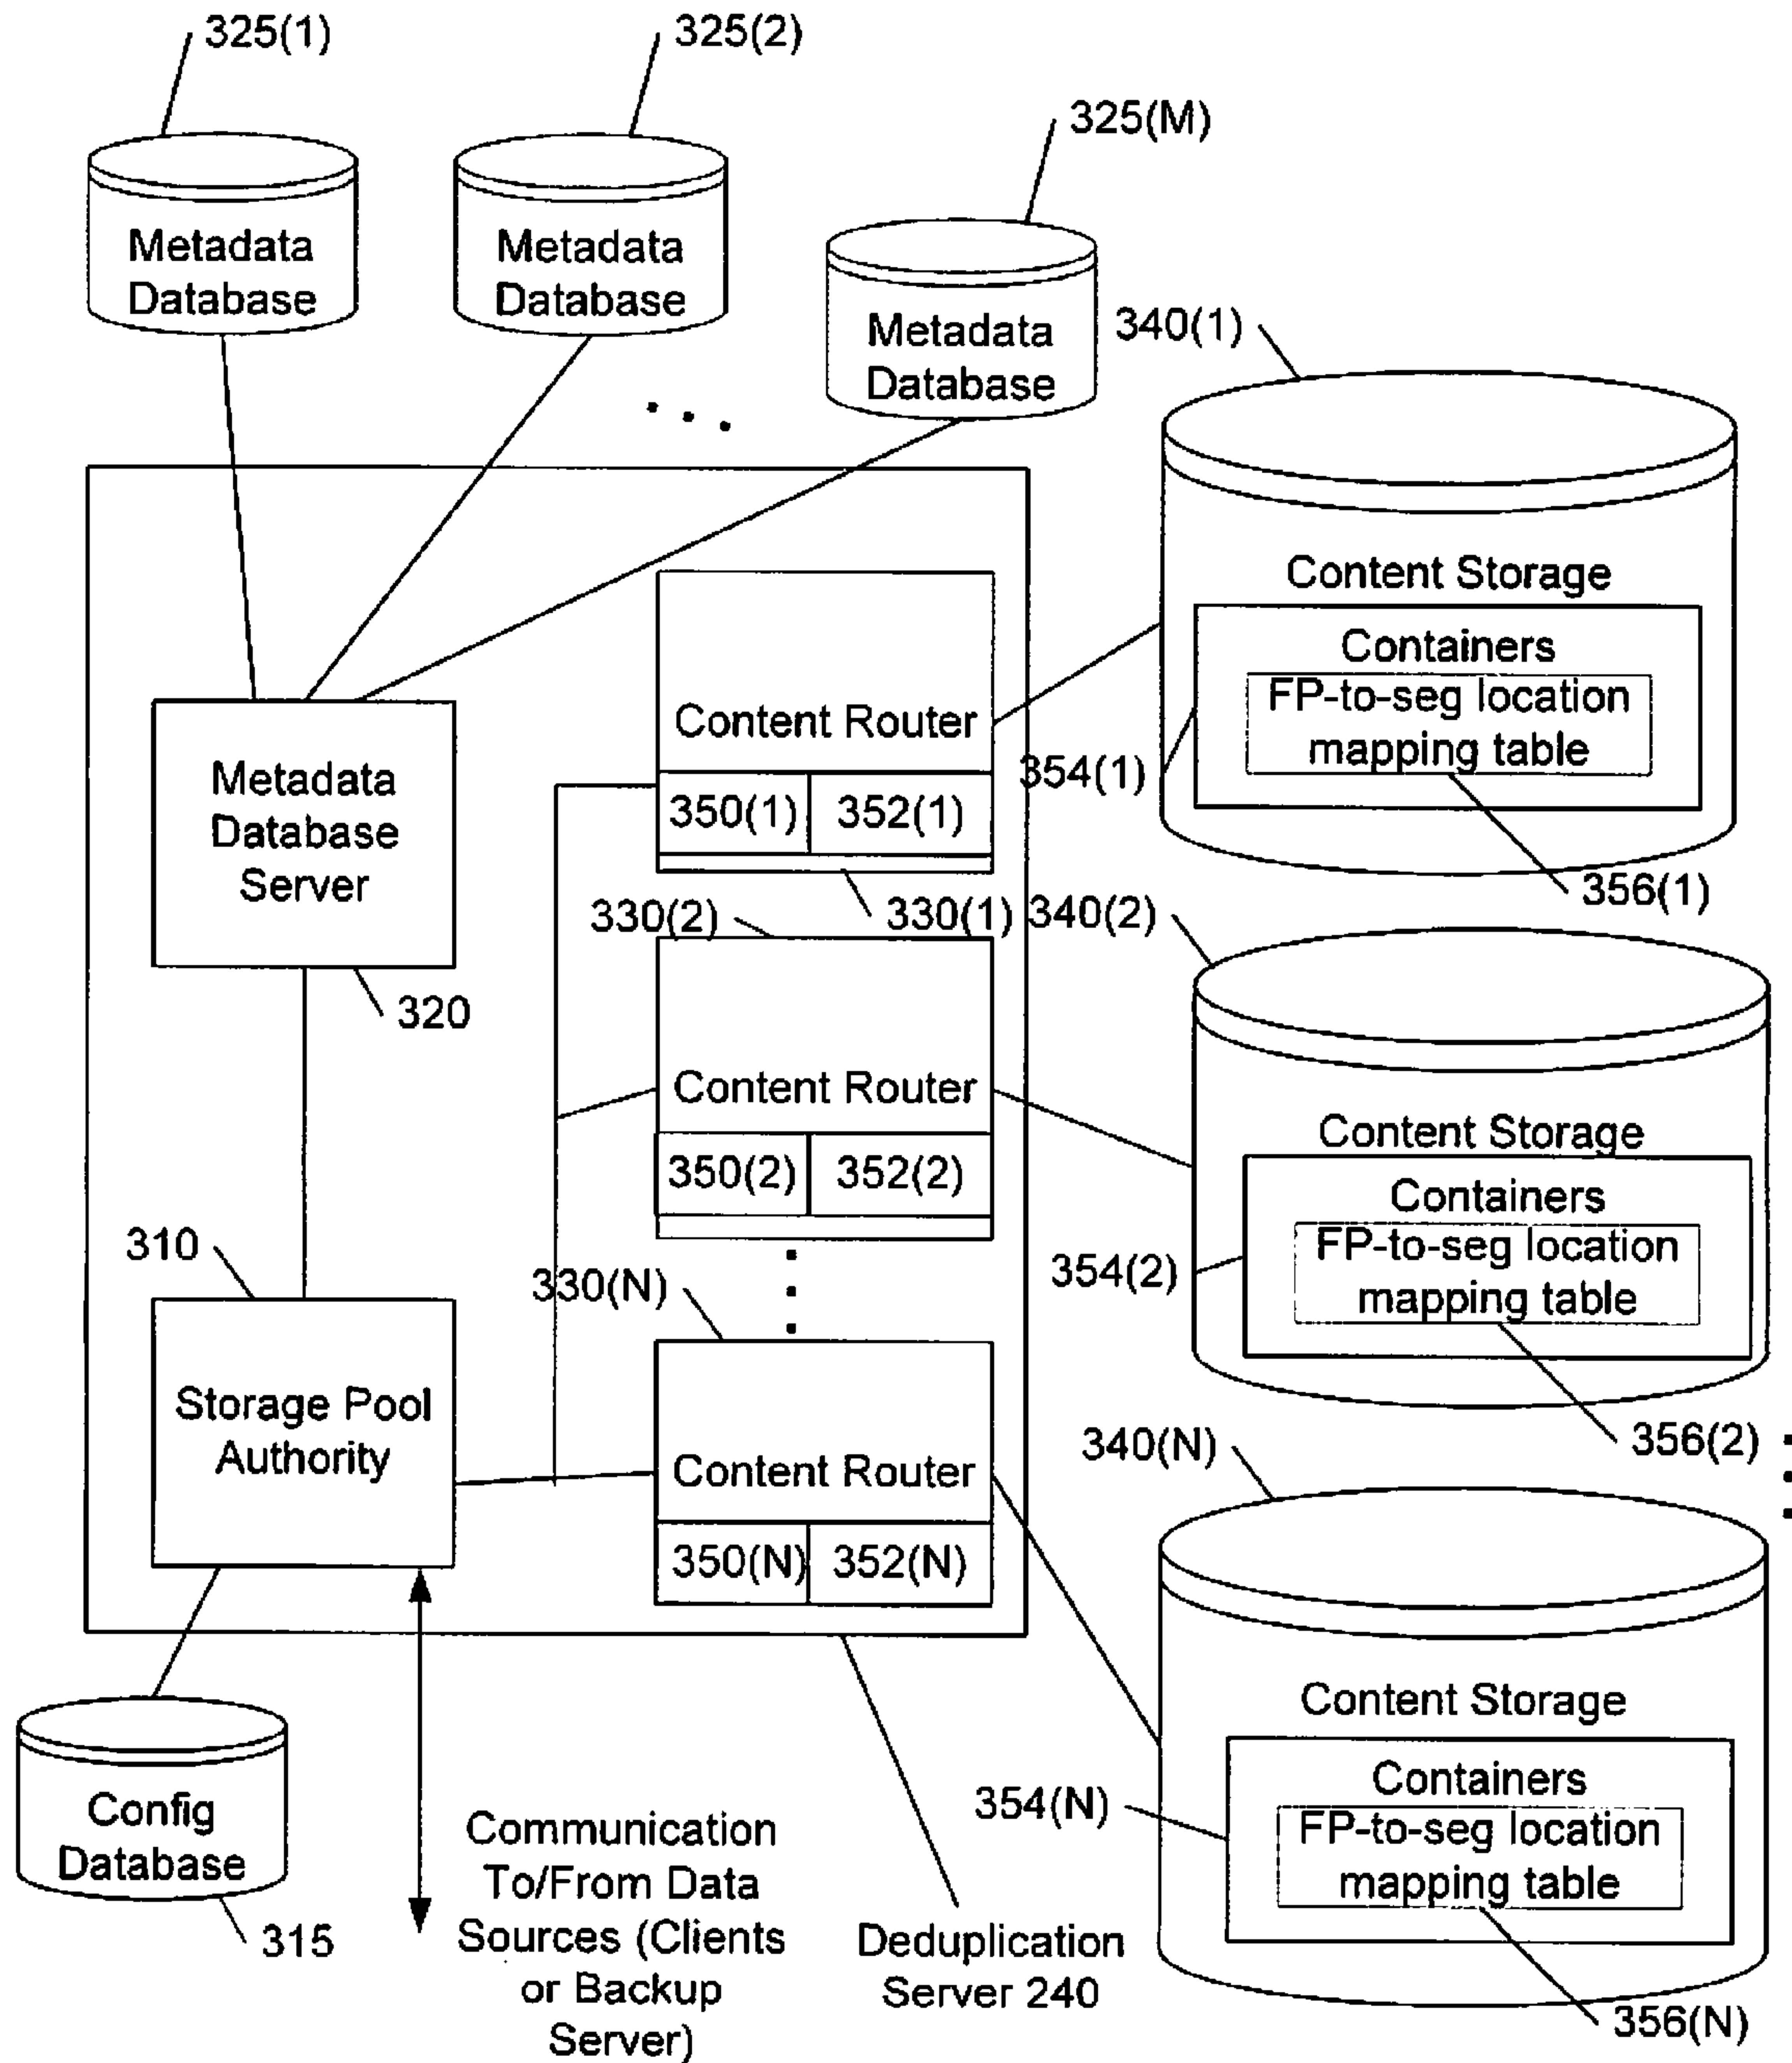 325(1)
325(2)
325(M)
Metadata
Database
Metadata
Database
Metadata
Database
340(1)
Content Storage
Containers
FP-to-seg location
mapping table
354(1)
356(1)
Content Router
350(1)
352(1)
330(1)
Metadata
Database
Server
320
330(2)
340(2)
Content Router
350(2)
352(2)
Content Storage
Containers
FP-to-seg location
mapping table
354(2)
356(2)
310
Storage Pool
Authority
330(N)
Content Router
350(N)
352(N)
340(N)
Content Storage
Containers
FP-to-seg location
mapping table
354(N)
356(N)
Config
Database
315
Communication
To/From Data
Sources (Clients
or Backup
Server)
Deduplication
Server 240